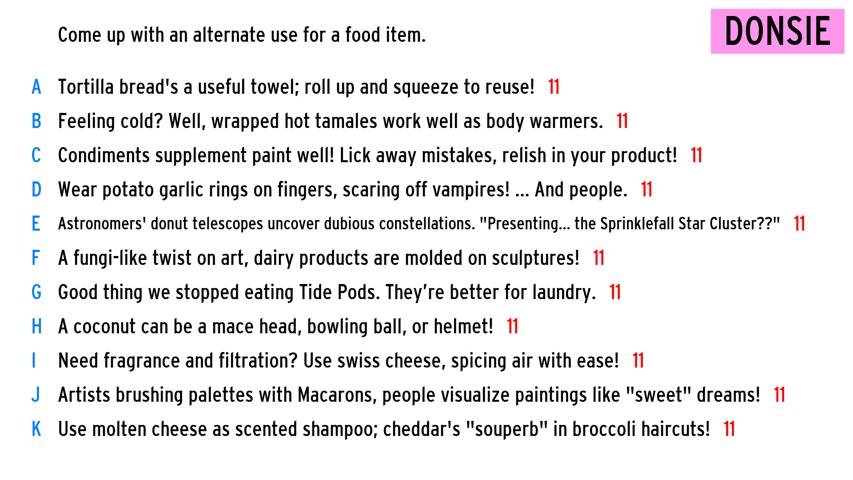 Come up with an alternate use for a food item.
DONSIE
A Tortilla bread's a useful towel; roll up and squeeze to reuse! 11
B Feeling cold? Well, wrapped hot tamales work well as body warmers. 11
C Condiments supplement paint well! Lick away mistakes, relish in your product! 11
D Wear potato garlic rings on fingers, scaring off vampires! ... And people. 11
E Astronomers' donut telescopes uncover dubious constellations. "Presenting... the Sprinklefall Star Cluster??" 11
F A fungi-like twist on art, dairy products are molded on sculptures! 11
G Good thing we stopped eating Tide Pods. They’re better for laundry. 11
H A coconut can be a mace head, bowling ball, or helmet! 11
I Need fragrance and filtration? Use swiss cheese, spicing air with ease! 11
J Artists brushing palettes with Macarons, people visualize paintings like "sweet" dreams! 11
K Use molten cheese as scented shampoo; cheddar's "souperb" in broccoli haircuts! 11